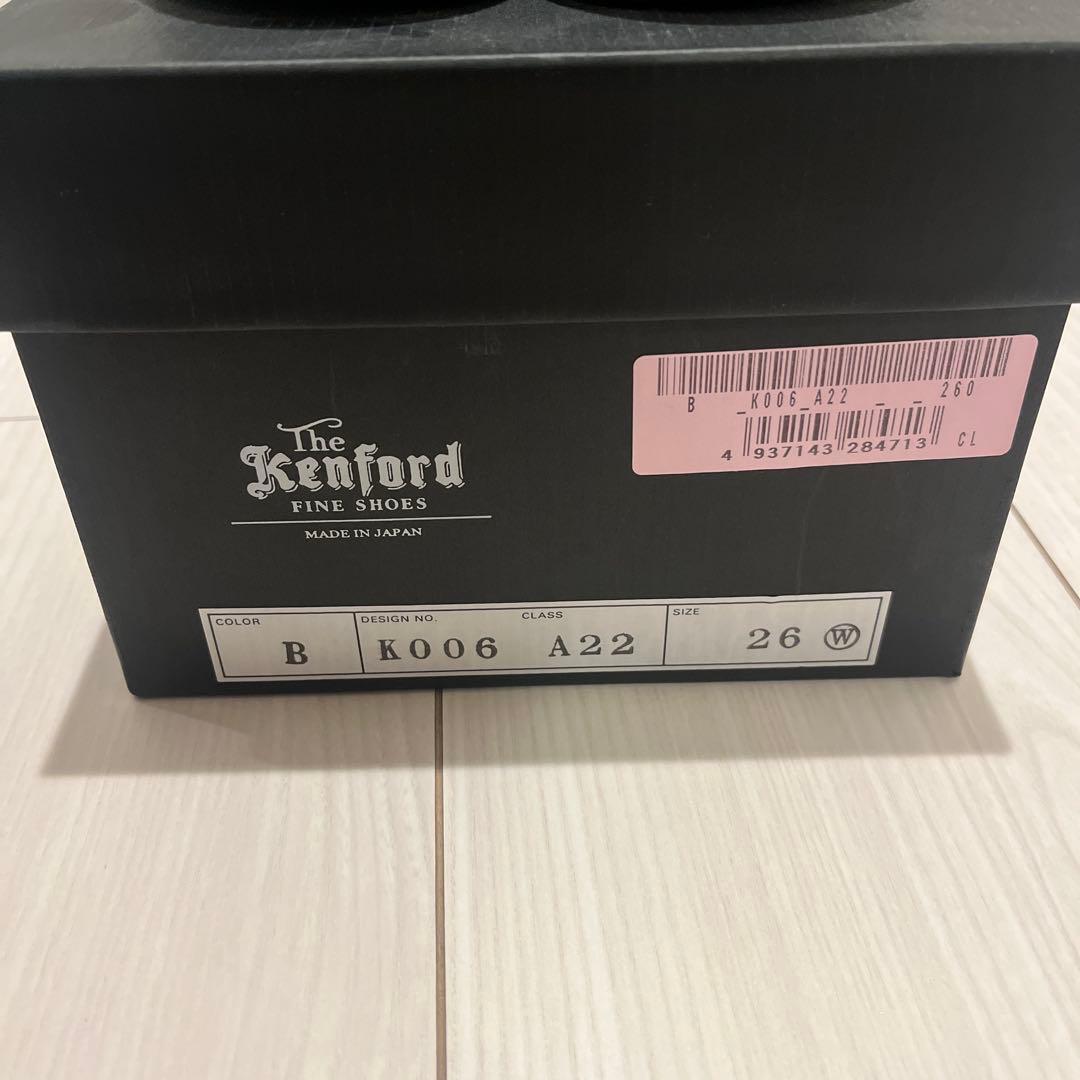 B _K006_A22 _ _ 260
4 937143 284713 CL
The
Kenford
FINE SHOES
MADE IN JAPAN
COLOR DESIGN NO. CLASS SIZE
B K006 A22 26 Ⓦ